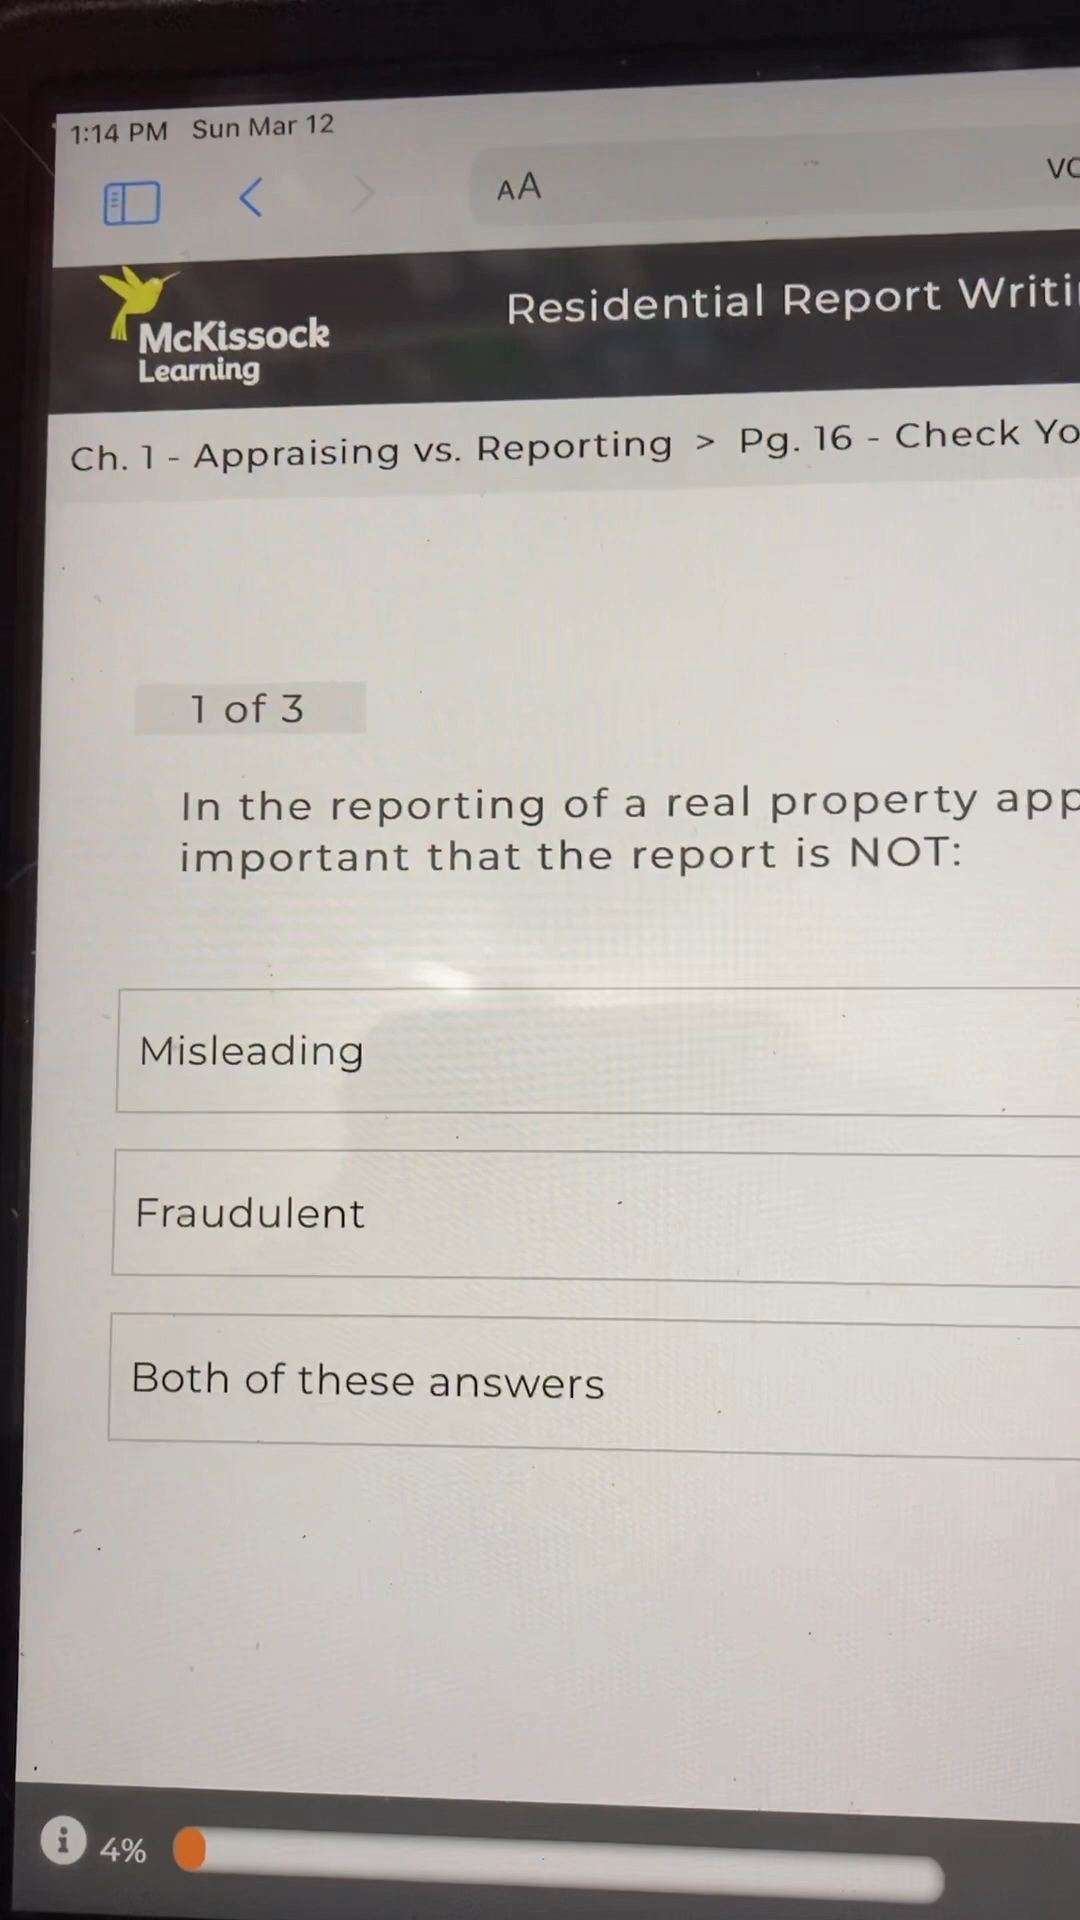 1:14 PM Sun Mar 12
AA
McKissock
Learning
Residential Report
Ch. 1 - Appraising vs. Reporting > Pg. 16 - Check
1 of 3
In the reporting of a real property
important that the report is NOT:
Misleading
Fraudulent
Both of these answers
i 4%